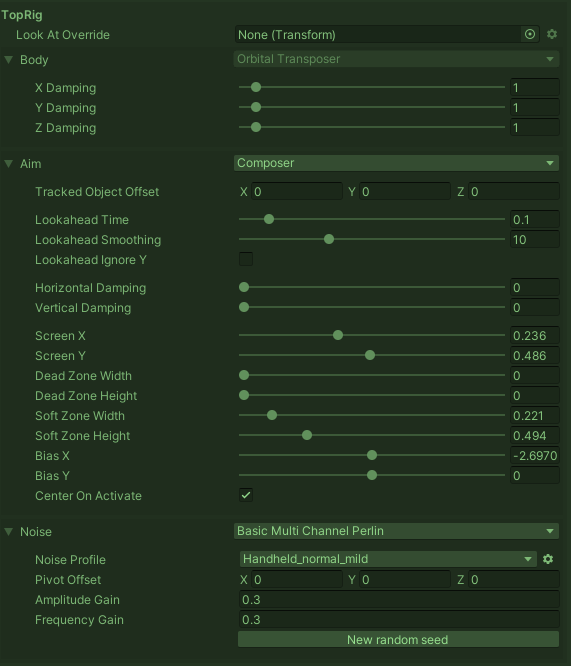 TopRig
Look At Override None (Transform)
Body Orbital Transposer
X Damping 1
Y Damping 1
Z Damping 1
Aim Composer
Tracked Object Offset X 0 Y 0 Z 0
Lookahead Time 0.1
Lookahead Smoothing 10
Lookahead Ignore Y
Horizontal Damping 0
Vertical Damping 0
Screen X 0.236
Screen Y 0.486
Dead Zone Width 0
Dead Zone Height 0
Soft Zone Width 0.221
Soft Zone Height 0.494
Bias X -2.6970
Bias Y 0
Center On Activate
Noise Basic Multi Channel Perlin
Noise Profile Handheld_normal_mild
Pivot Offset X 0 Y 0 Z 0
Amplitude Gain 0.3
Frequency Gain 0.3
New random seed